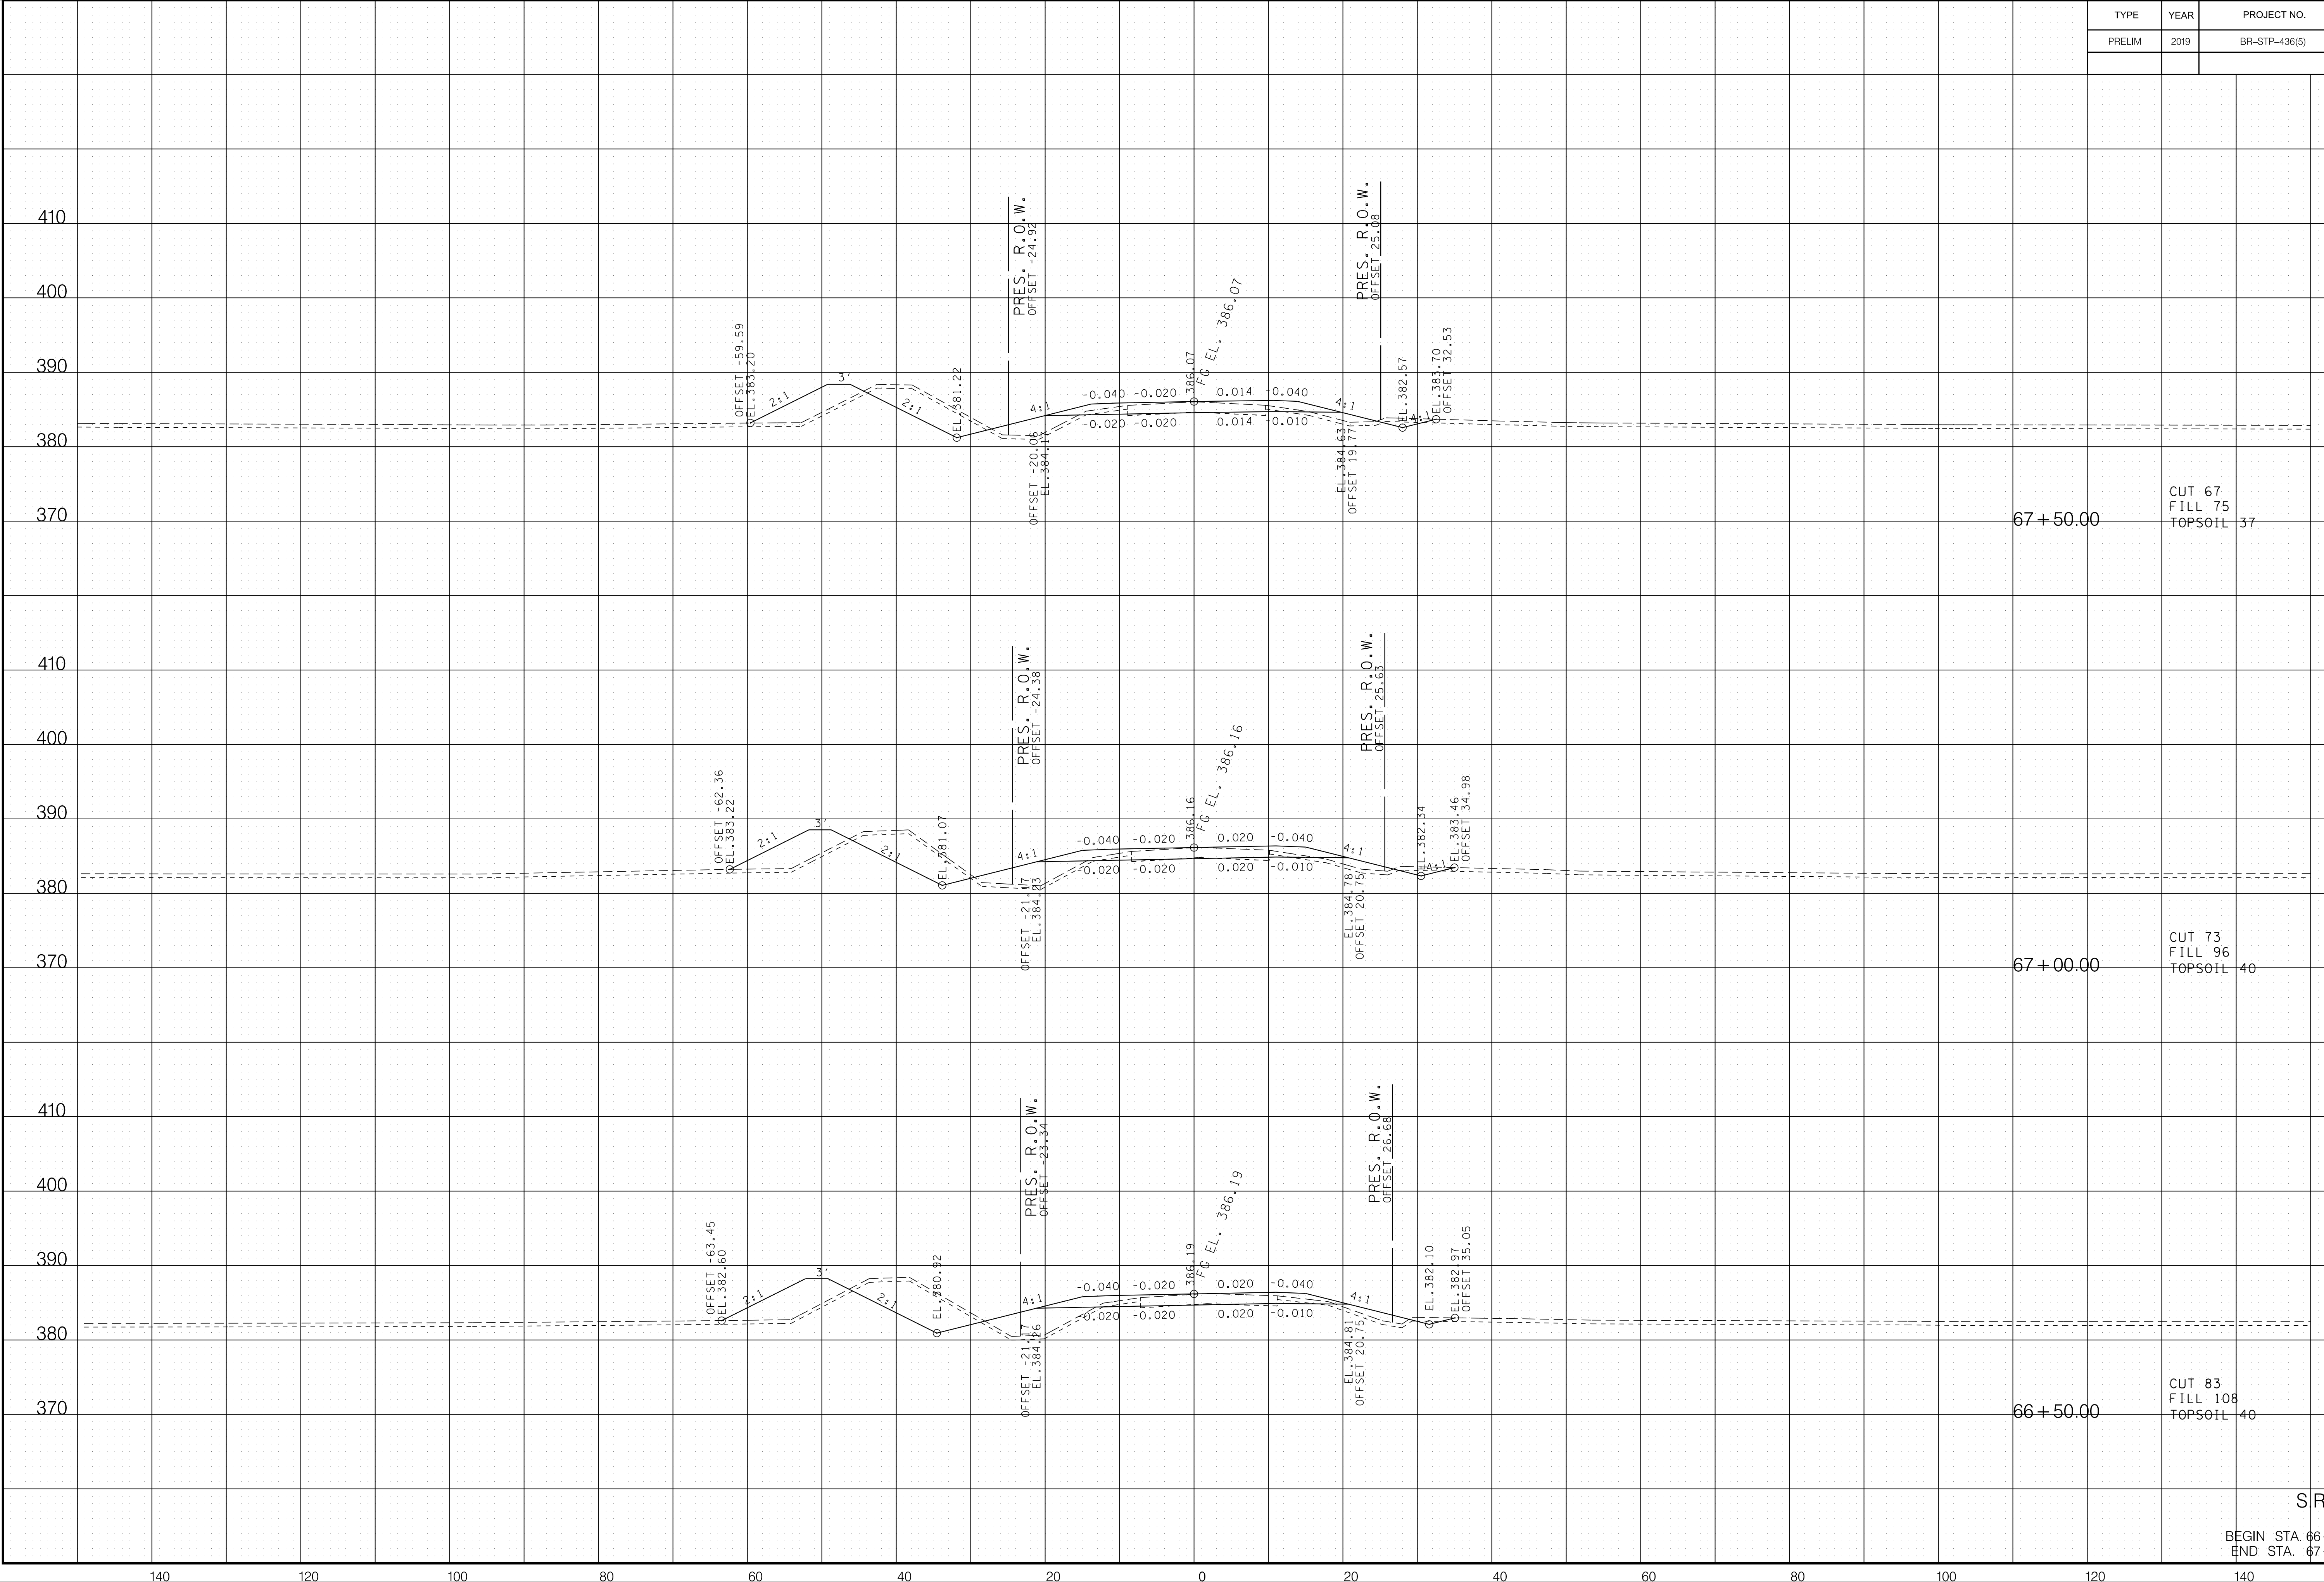 TYPE YEAR PROJECT NO.
PRELIM 2019 BR-STP-436(5)
410
400
390
380
370
PRES. R.O.W.
OFFSET -24.92
PRES. R.O.W.
OFFSET 25.08
OFFSET -59.59
EL.383.20
2:1
3'
2:1
EL.381.22
4:1
-0.040 -0.020
386.07
FG EL. 386.07
0.014 -0.040
4:1
EL.382.57
4:1
EL.383.70
OFFSET 32.53
-0.020 -0.020
0.014 -0.010
OFFSET -20.06
EL.384.17
EL.384.63
OFFSET 19.77
67+50.00
CUT 67
FILL 75
TOPSOIL 37
410
400
390
380
370
PRES. R.O.W.
OFFSET -24.38
PRES. R.O.W.
OFFSET 25.63
OFFSET -62.36
EL.383.22
2:1
3'
2:1
EL.381.07
4:1
-0.040 -0.020
386.16
FG EL. 386.16
0.020 -0.040
4:1
EL.382.34
4:1
EL.383.46
OFFSET 34.98
-0.020 -0.020
0.020 -0.010
OFFSET -21.17
EL.384.23
EL.384.78
OFFSET 20.75
67+00.00
CUT 73
FILL 96
TOPSOIL 40
410
400
390
380
370
PRES. R.O.W.
OFFSET -23.34
PRES. R.O.W.
OFFSET 26.68
OFFSET -63.45
EL.382.60
2:1
3'
2:1
EL.380.92
4:1
-0.040 -0.020
386.19
FG EL. 386.19
0.020 -0.040
4:1
EL.382.10
EL.382.97
OFFSET 35.05
-0.020 -0.020
0.020 -0.010
OFFSET -21.17
EL.384.26
EL.384.81
OFFSET 20.75
66+50.00
CUT 83
FILL 108
TOPSOIL 40
S.R
BEGIN STA. 66
END STA. 67
140 120 100 80 60 40 20 0 20 40 60 80 100 120 140